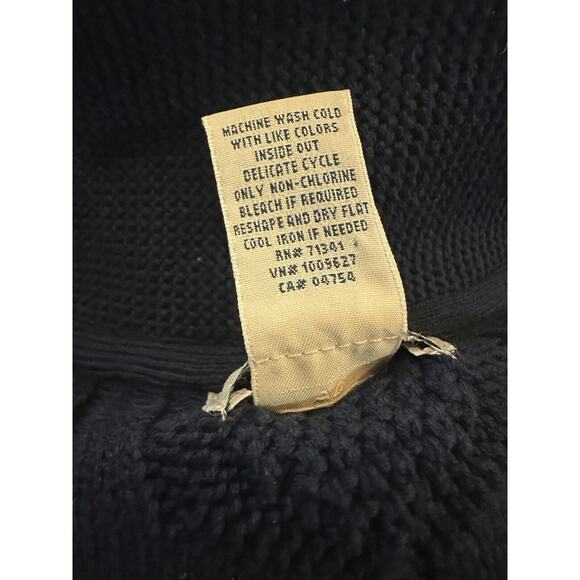 MACHINE WASH COLD
WITH LIKE COLORS
INSIDE OUT
DELICATE CYCLE
ONLY NON-CHLORINE
BLEACH IF REQUIRED
RESHAPE AND DRY FLAT
COOL IRON IF NEEDED
RN# 71341
VN# 1009627
CA# 04754